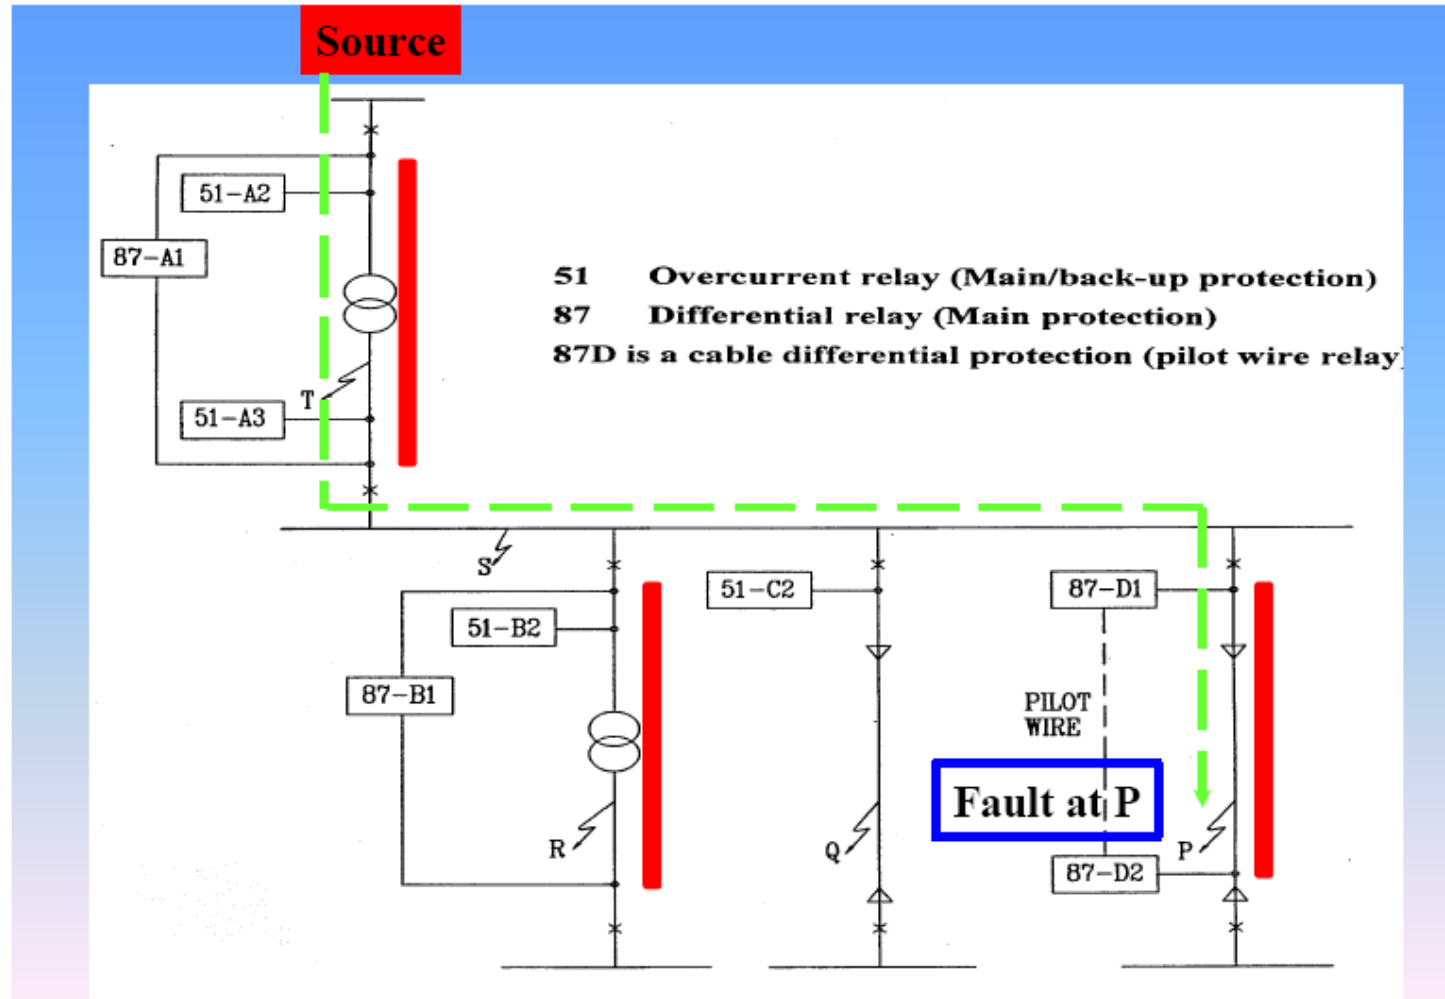 Source
51-A2
87-A1
51 Overcurrent relay (Main/back-up protection)
87 Differential relay (Main protection)
87D is a cable differential protection (pilot wire relay)
T
51-A3
S
51-C2
87-D1
51-B2
87-B1
PILOT
WIRE
Fault at P
R
Q
P
87-D2